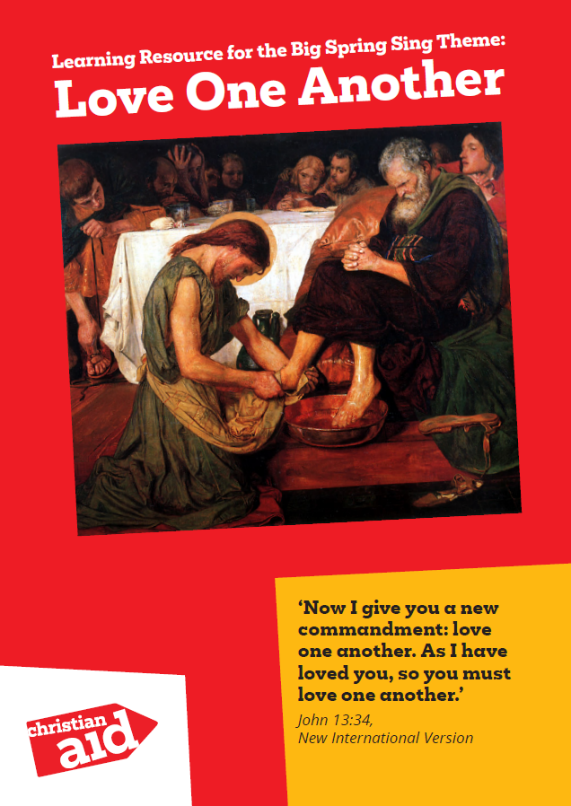 Learning Resource for the Big Spring Sing Theme:
Love One Another
‘Now I give you a new
commandment: love
one another. As I have
loved you, so you must
love one another.’
John 13:34,
New International Version
christian
aid